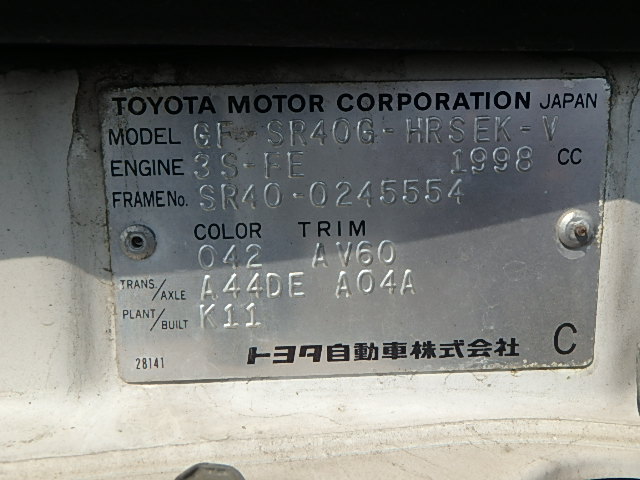 TOYOTA MOTOR CORPORATION JAPAN
MODEL GF-SR40G-HRSEK-V
ENGINE 3S-FE 1998 CC
FRAME No. SR40-0245554
COLOR TRIM
042 AV60
TRANS./AXLE A44DE A04A
PLANT/BUILT K11
28141 トヨタ自動車株式会社 C